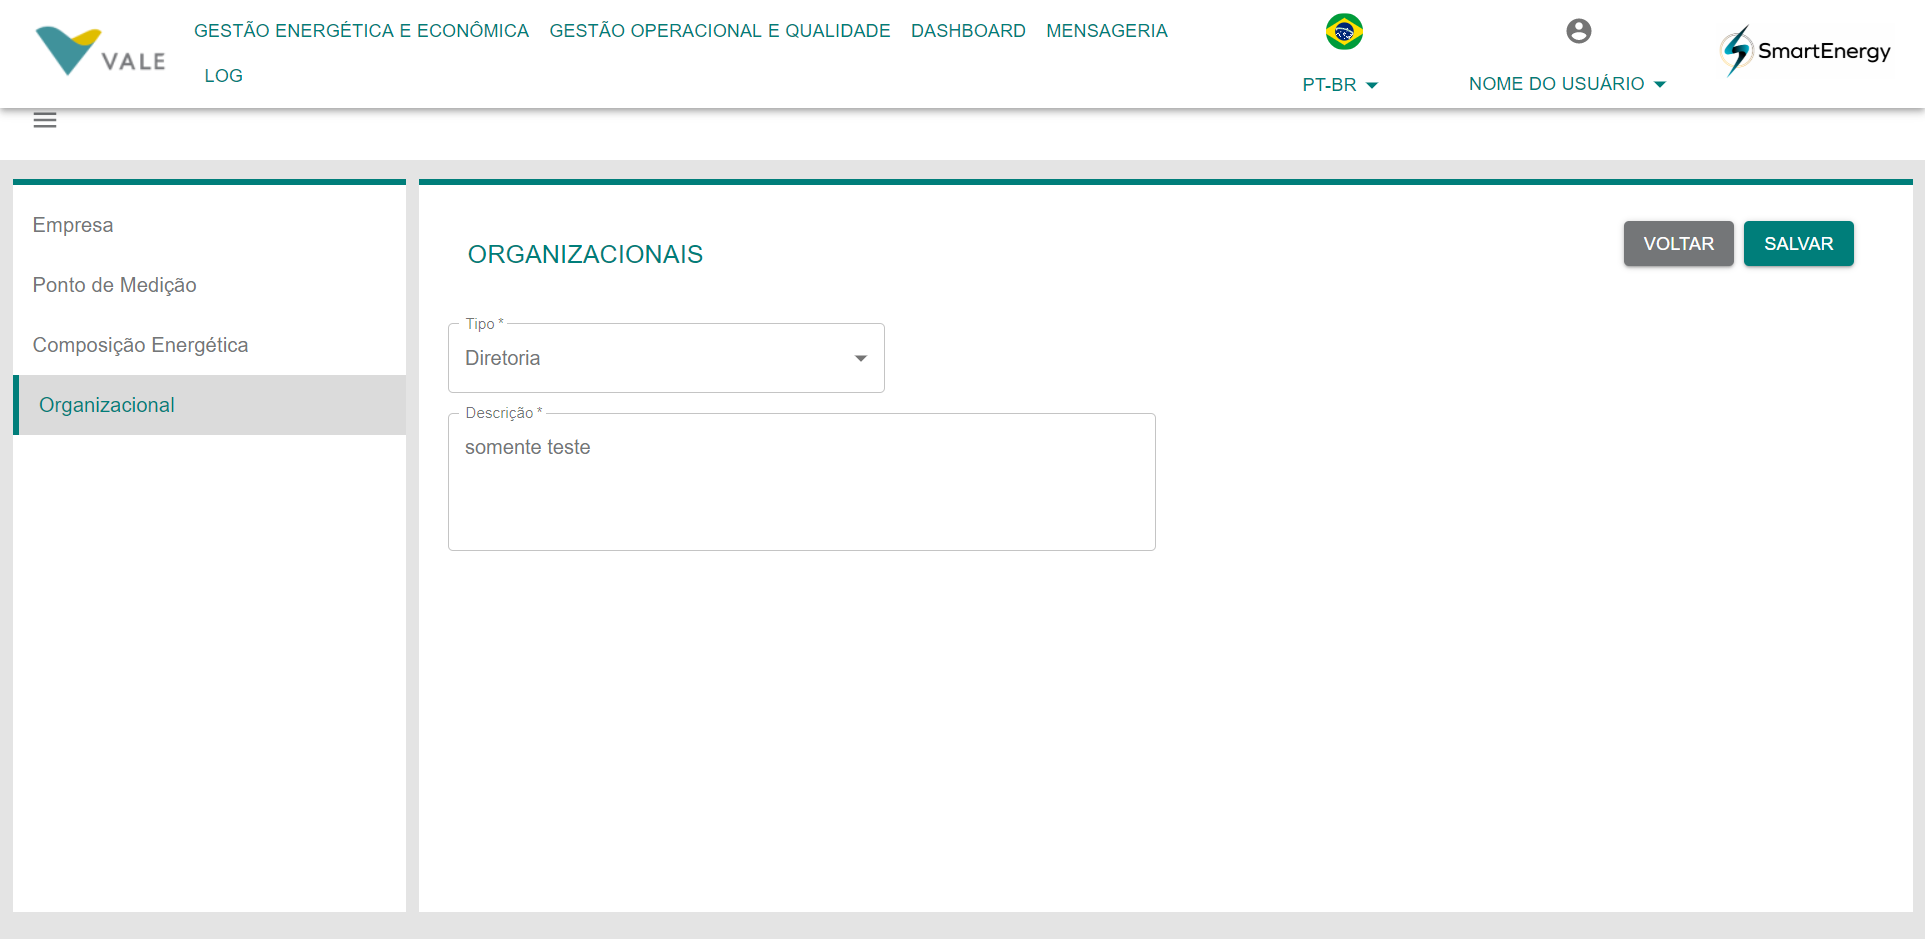 VALE
GESTÃO ENERGÉTICA E ECONÔMICA GESTÃO OPERACIONAL E QUALIDADE DASHBOARD MENSAGERIA
LOG
PT-BR
NOME DO USUÁRIO
SmartEnergy
Empresa
Ponto de Medição
Composição Energética
Organizacional
ORGANIZACIONAIS
VOLTAR SALVAR
Tipo *
Diretoria
Descrição *
somente teste